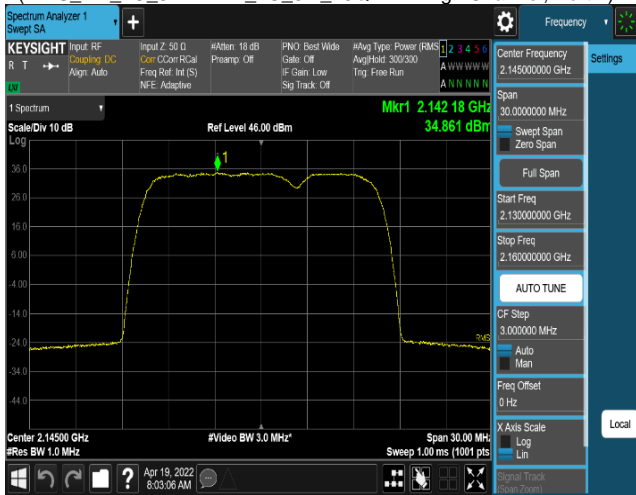 Spectrum Analyzer 1
Swept SA
Frequency
KEYSIGHT
R T
LXI
Input: RF
Coupling: DC
Align: Auto
Input Z: 50 Ω
Corr CCorr RCal
Freq Ref: Int (S)
NFE: Adaptive
#Atten: 18 dB
Preamp: Off
PNO: Best Wide
Gate: Off
IF Gain: Low
Sig Track: Off
#Avg Type: Power (RMS
Avg|Hold: 300/300
Trig: Free Run
1 2 3 4 5 6
A W W W W W
A N N N N N
1 Spectrum
Mkr1 2.142 18 GHz
Scale/Div 10 dB
Ref Level 46.00 dBm
34.861 dBm
Log
1
36.0
26.0
16.0
6.00
-4.00
-14.0
-24.0
RMS
-34.0
-44.0
Center 2.14500 GHz
#Video BW 3.0 MHz*
Span 30.00 MHz
#Res BW 1.0 MHz
Sweep 1.00 ms (1001 pts
?
Apr 19, 2022
8:03:06 AM
Center Frequency
2.145000000 GHz
Settings
Span
30.0000000 MHz
Swept Span
Zero Span
Full Span
Start Freq
2.130000000 GHz
Stop Freq
2.160000000 GHz
AUTO TUNE
CF Step
3.000000 MHz
Auto
Man
Freq Offset
0 Hz
X Axis Scale
Log
Lin
Local
Signal Track
(Span Zoom)